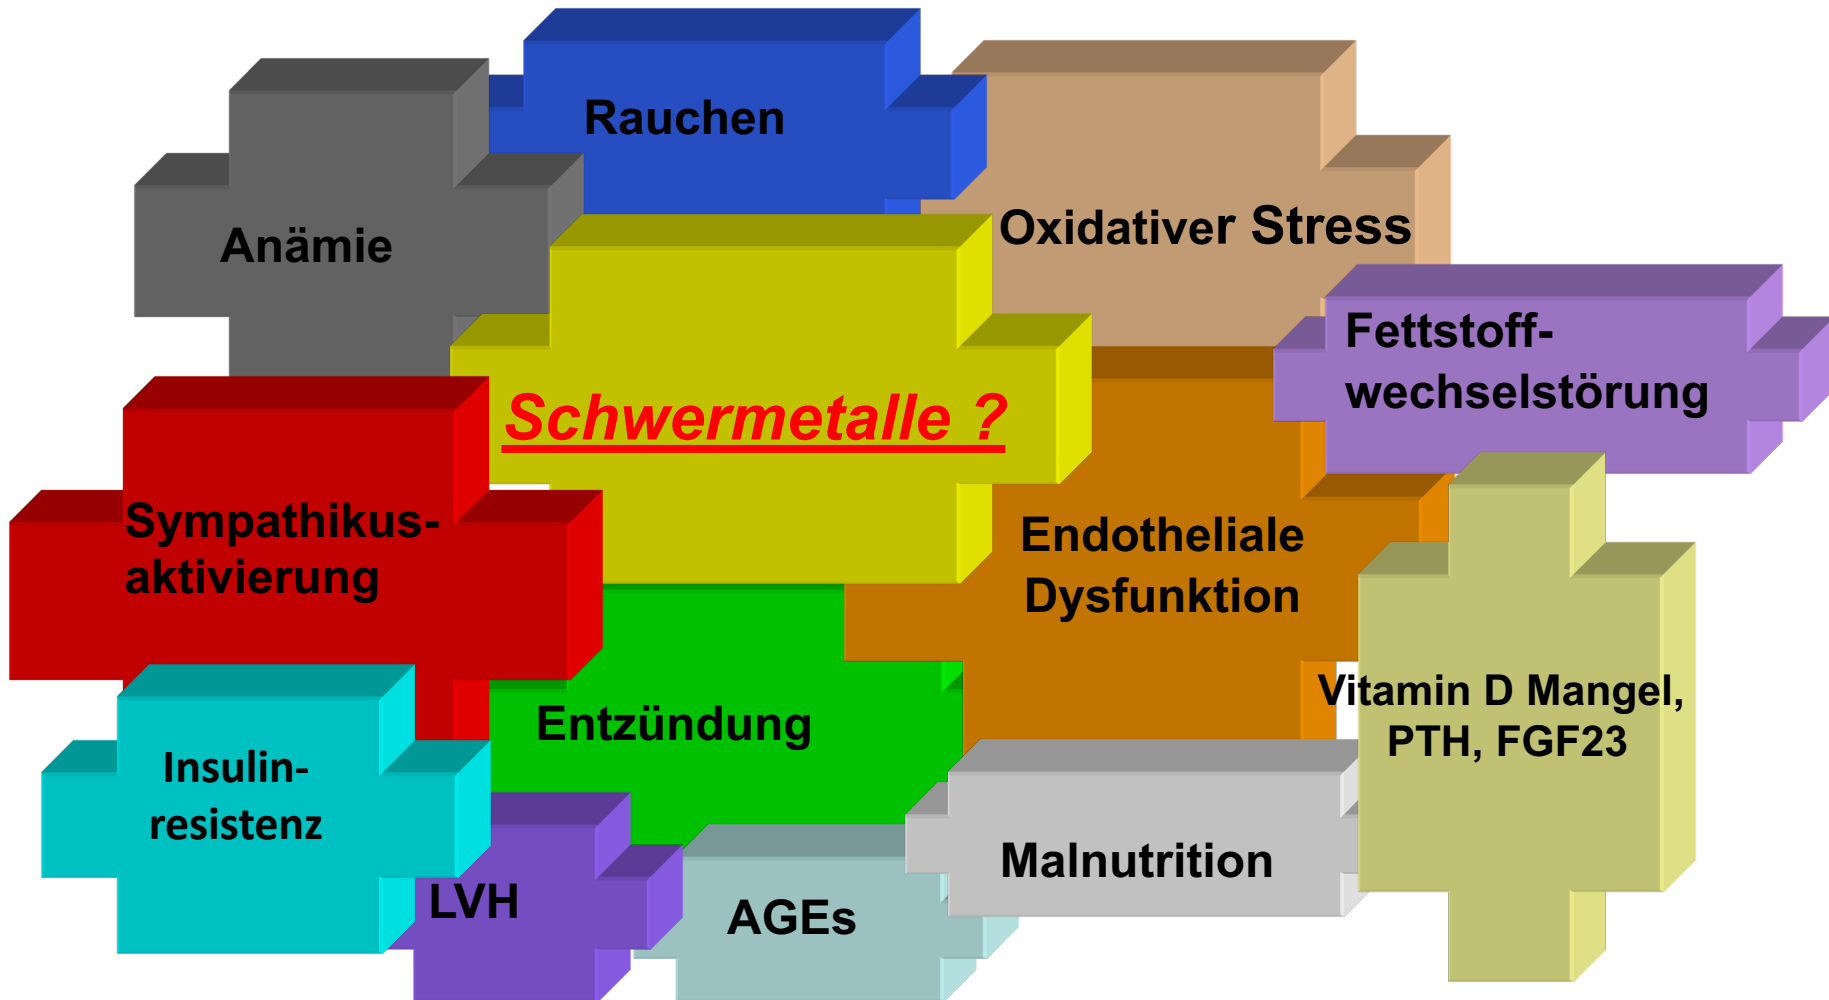 Rauchen
Anämie
Oxidativer Stress
Fettstoff-
wechselstörung
Schwermetalle ?
Sympathikus-
aktivierung
Endotheliale
Dysfunktion
Vitamin D Mangel,
PTH, FGF23
Entzündung
Insulin-
resistenz
Malnutrition
LVH
AGEs